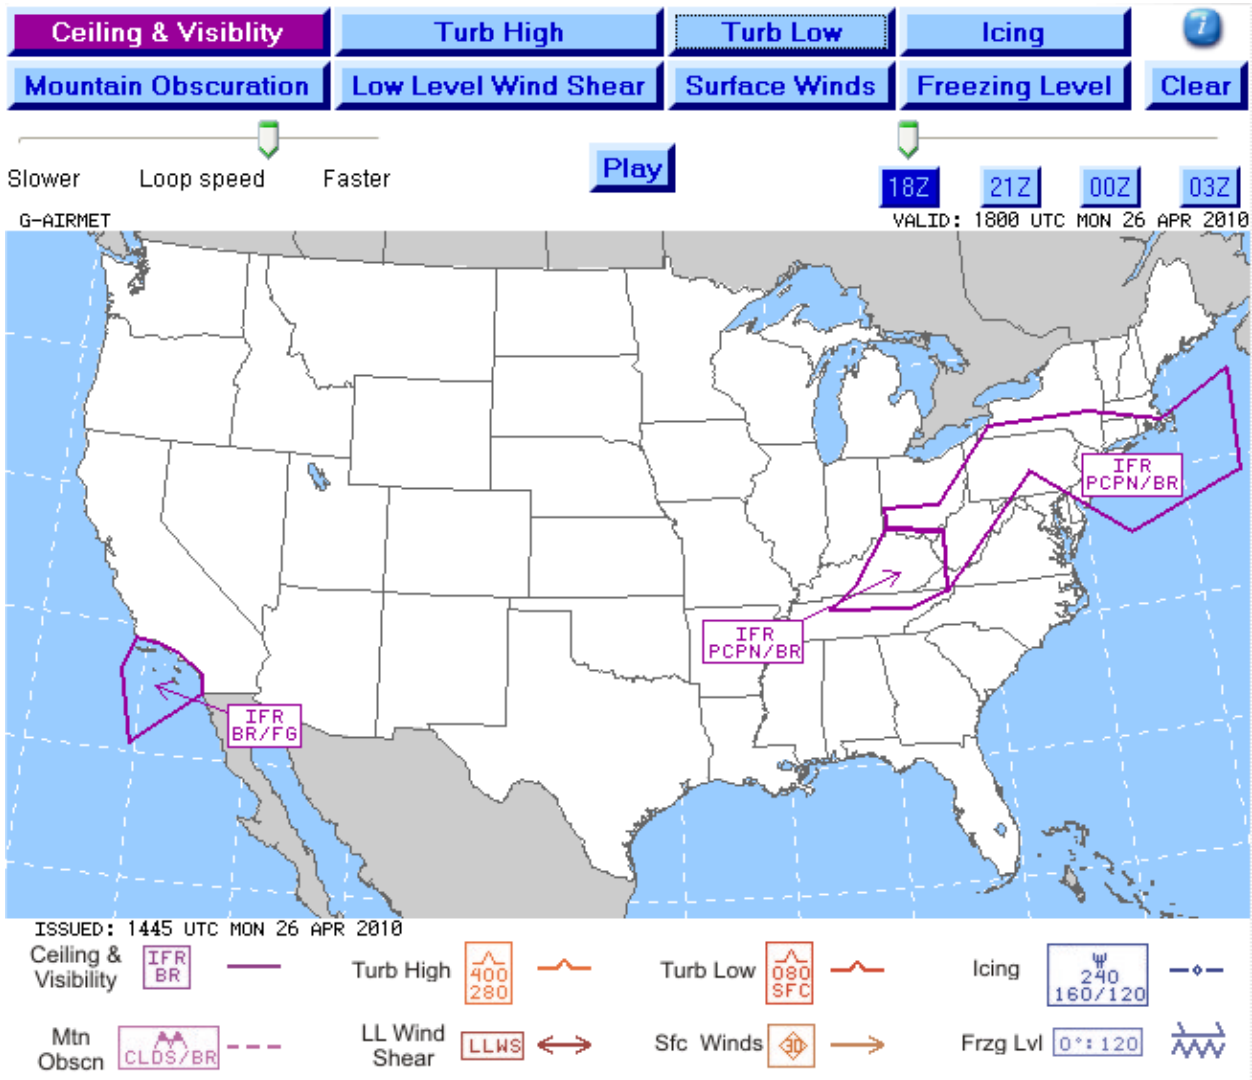 Ceiling & Visiblity
Turb High
Turb Low
Icing
i
Mountain Obscuration
Low Level Wind Shear
Surface Winds
Freezing Level
Clear
Slower
Loop speed
Faster
Play
18Z
21Z
00Z
03Z
G-AIRMET
VALID: 1800 UTC MON 26 APR 2010
IFR
PCPN/BR
IFR
PCPN/BR
IFR
BR/FG
ISSUED: 1445 UTC MON 26 APR 2010
Ceiling &
Visibility
IFR
BR
Turb High
400
280
Turb Low
080
SFC
Icing
240
160/120
Mtn
Obscn
CLDS/BR
LL Wind
Shear
LLWS
Sfc Winds
30
Frzg Lvl
0°:120